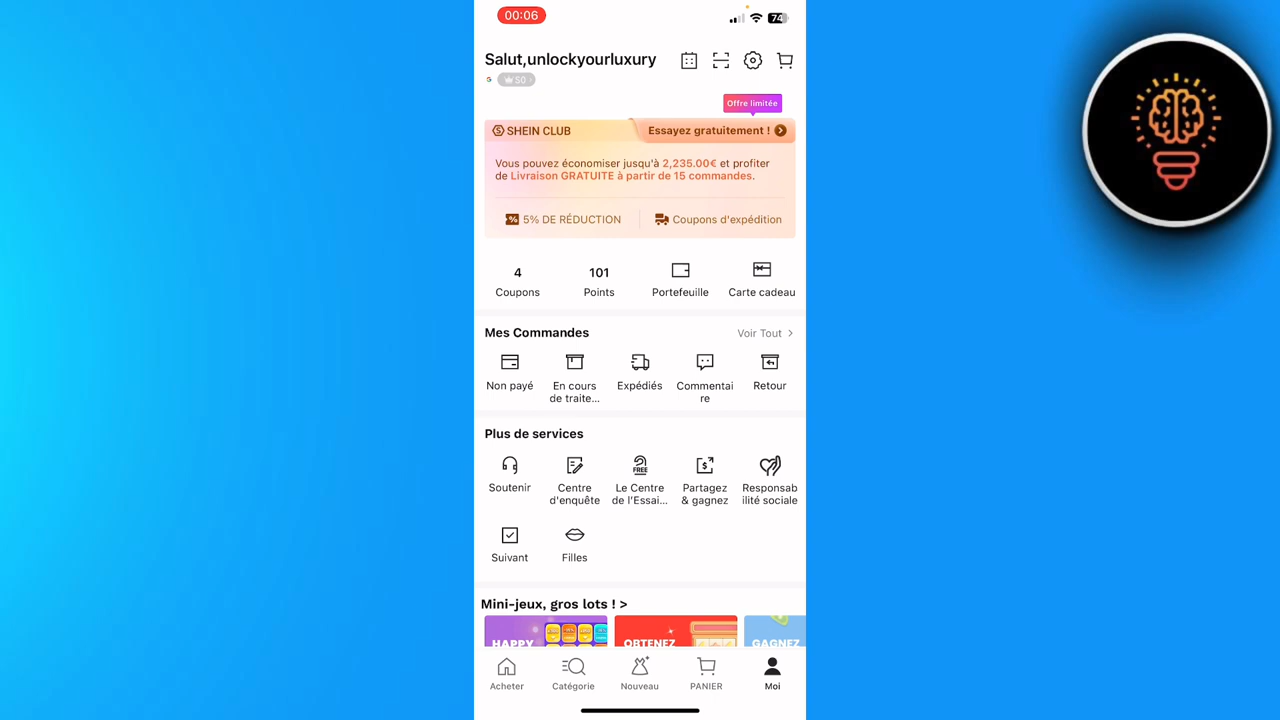 00:06
74
Salut,unlockyourluxury
G
S0
Offre limitée
SHEIN CLUB
Essayez gratuitement !
Vous pouvez économiser jusqu'à 2,235.00€ et profiter
de Livraison GRATUITE à partir de 15 commandes.
5% DE RÉDUCTION
Coupons d'expédition
4
101
Coupons
Points
Portefeuille
Carte cadeau
Mes Commandes
Voir Tout >
Non payé
En cours
de traite...
Expédiés
Commentai
re
Retour
Plus de services
FREE
Soutenir
Centre
d'enquête
Le Centre
de l'Essai...
Partagez
& gagnez
Responsab
ilité sociale
Suivant
Filles
Mini-jeux, gros lots ! >
HAPPY
OBTENEZ
GAGNEZ
Acheter
Catégorie
Nouveau
PANIER
Moi